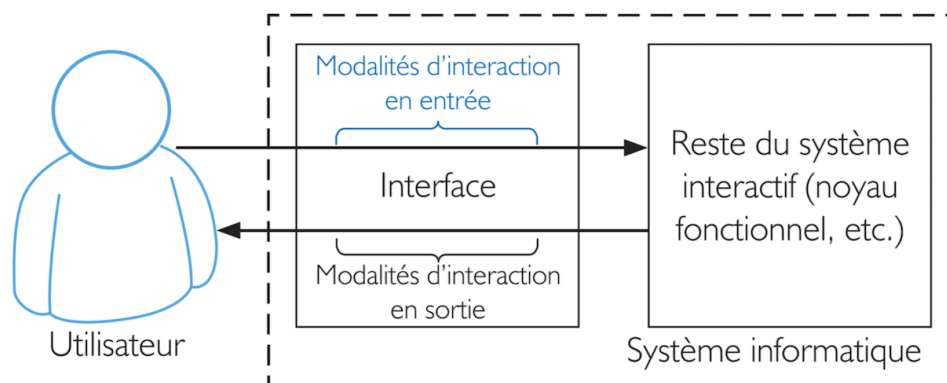 Modalités d’interaction
en entrée
Interface
Modalités d’interaction
en sortie
Reste du système
interactif (noyau
fonctionnel, etc.)
Utilisateur
Système informatique